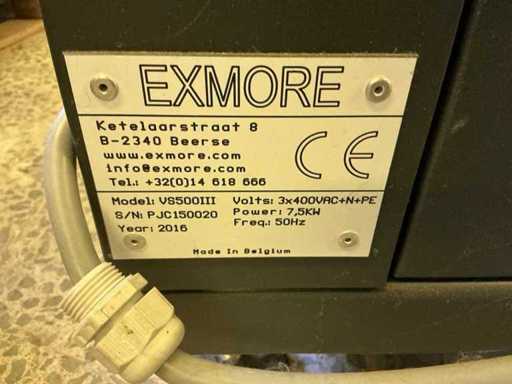 EXMORE
Ketelaarstraat 8
B-2340 Beerse
www.exmore.com
info@exmore.com
Tel.: +32(0)14 618 666
CE
Model: VS500III Volts: 3x400VAC+N+PE
S/N: PJC150020 Power: 7,5KW
Year: 2016 Freq.: 50Hz
Made In Belgium